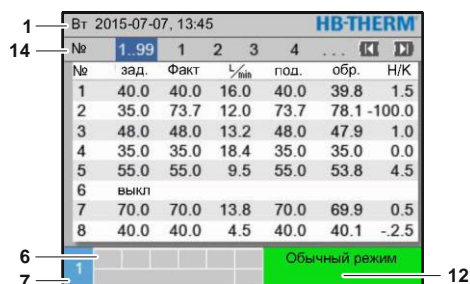 1 Вт 2015-07-07, 13:45 HB-THERM
14 № 1..99 1 2 3 4 ...
№ зад. Факт L/min под. обр. Н/К
1 40.0 40.0 16.0 40.0 39.8 1.5
2 35.0 73.7 12.0 73.7 78.1 -100.0
3 48.0 48.0 13.2 48.0 47.9 1.0
4 35.0 35.0 18.4 35.0 35.0 0.0
5 55.0 55.0 9.5 55.0 53.8 4.5
6 выкл
7 70.0 70.0 13.8 70.0 69.9 0.5
8 40.0 40.0 4.5 40.0 40.1 -.2.5
6 Обычный режим
7 1 12